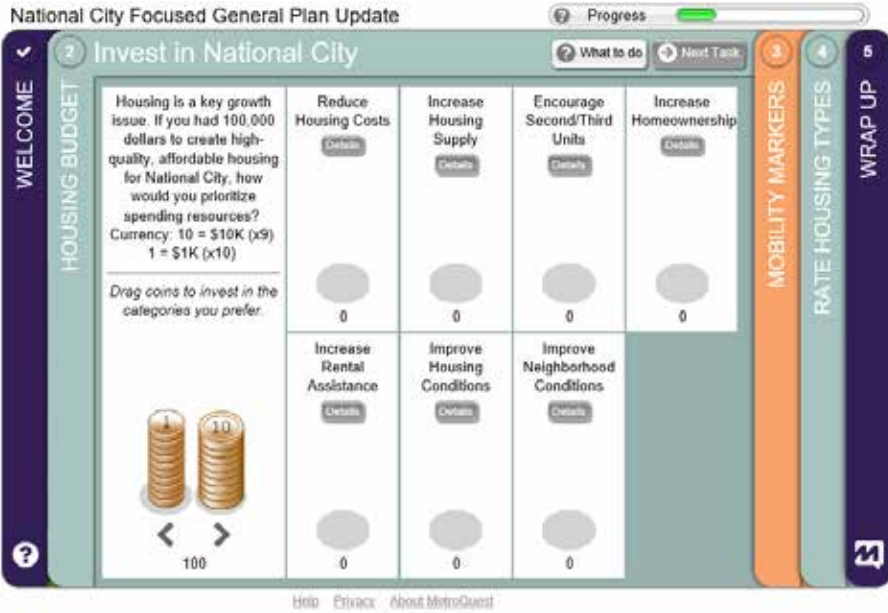 National City Focused General Plan Update
Progress
WELCOME
2
HOUSING BUDGET
Invest in National City
What to do
Next Task
Housing is a key growth
issue. If you had 100,000
dollars to create high-
quality, affordable housing
for National City, how
would you prioritize
spending resources?
Currency: 10 = $10K (x9)
1 = $1K (x10)
Drag coins to invest in the
categories you prefer.
1
10
100
Reduce
Housing Costs
Details
0
Increase
Housing
Supply
Details
0
Encourage
Second/Third
Units
Details
0
Increase
Homeownership
Details
0
Increase
Rental
Assistance
Details
0
Improve
Housing
Conditions
Details
0
Improve
Neighborhood
Conditions
Details
0
3
MOBILITY MARKERS
4
RATE HOUSING TYPES
5
WRAP UP
Help Privacy About MetroQuest